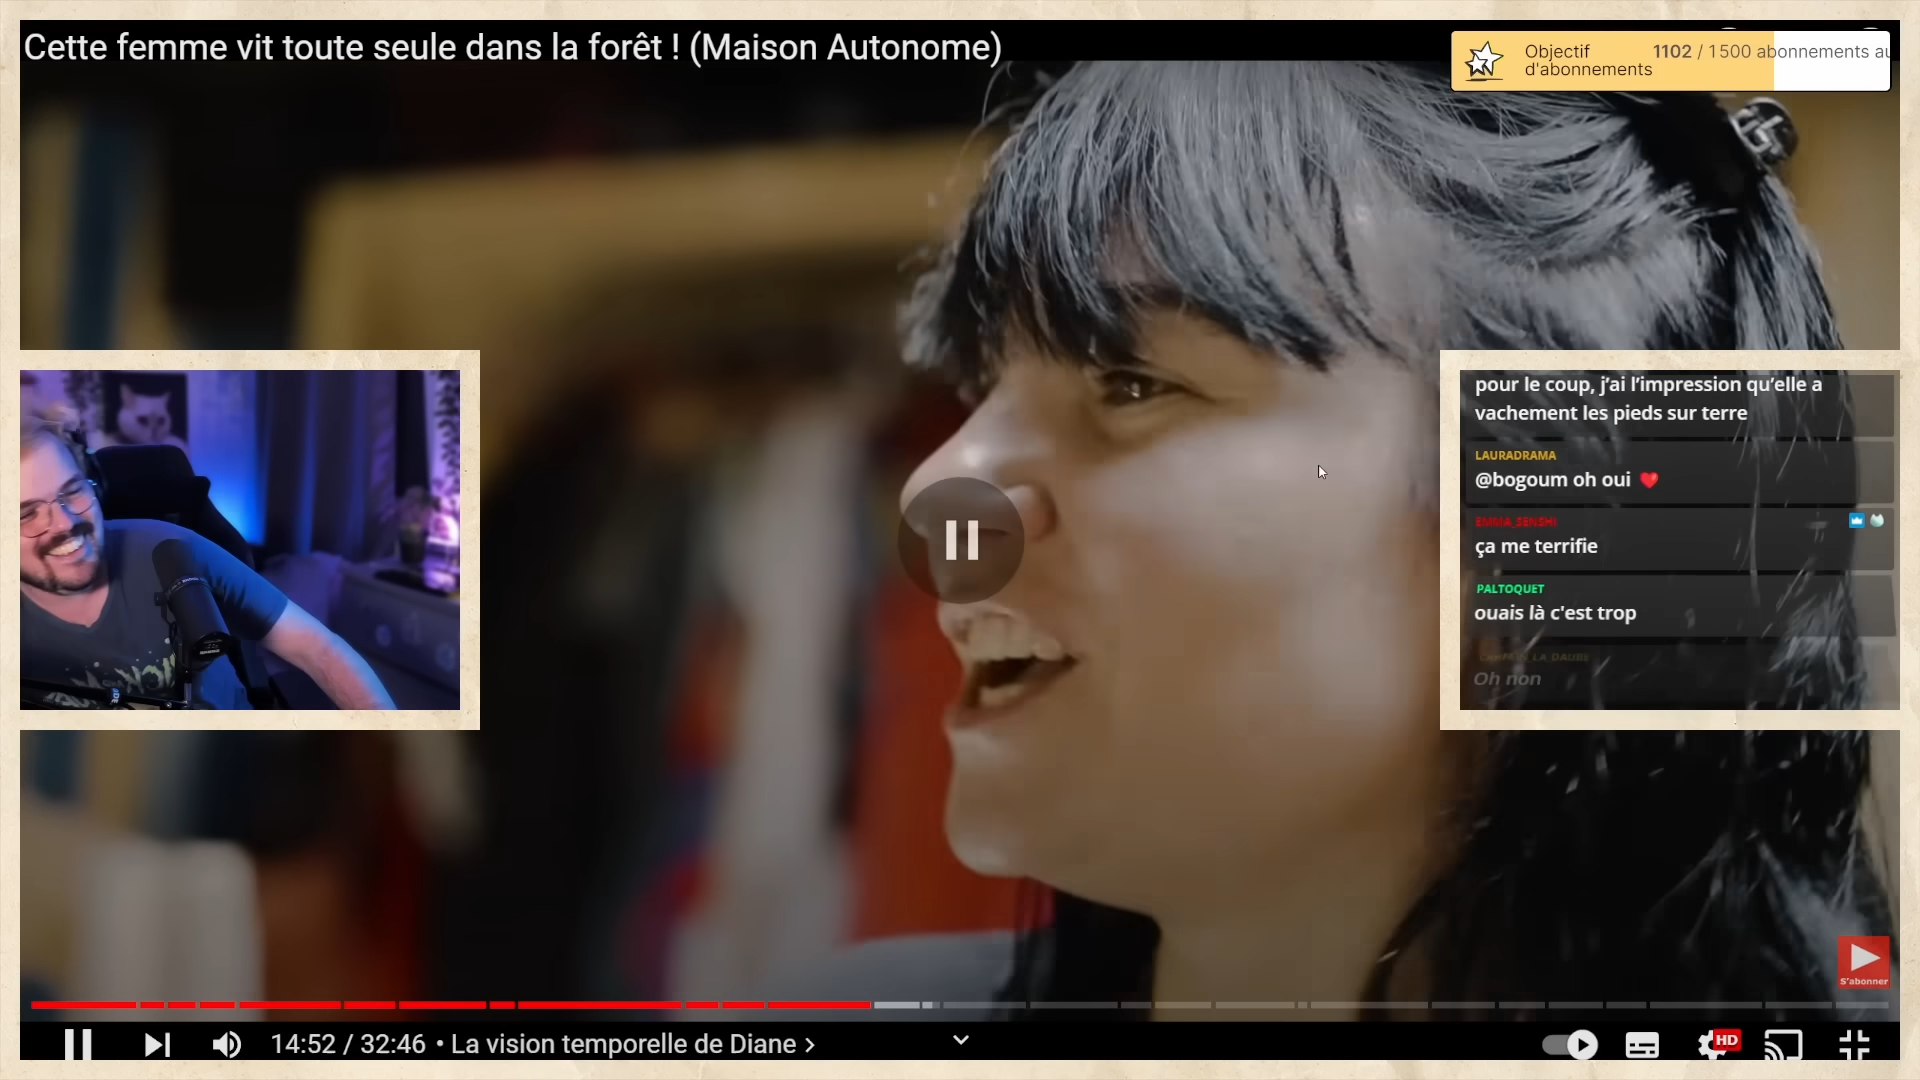 Cette femme vit toute seule dans la forêt ! (Maison Autonome)
Objectif
d'abonnements
1102 / 1500 abonnements au
pour le coup, j'ai l'impression qu'elle a
vachement les pieds sur terre
LAURADRAMA
@bogoum oh oui ❤️
EMMA_SENSHI
ça me terrifie
PALTOQUET
ouais là c'est trop
Oh non
S'abonner
14:52 / 32:46 • La vision temporelle de Diane >
HD